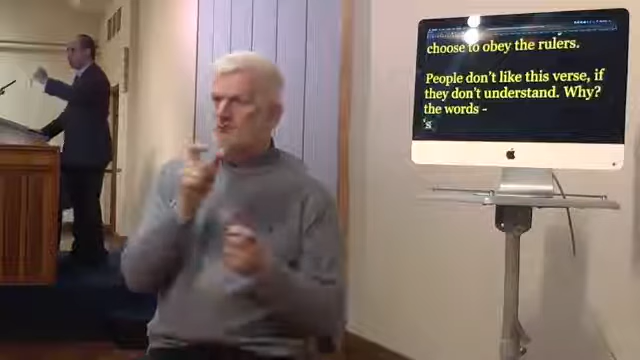 choose to obey the rulers.
People don't like this verse, if
they don't understand. Why?
the words -
's